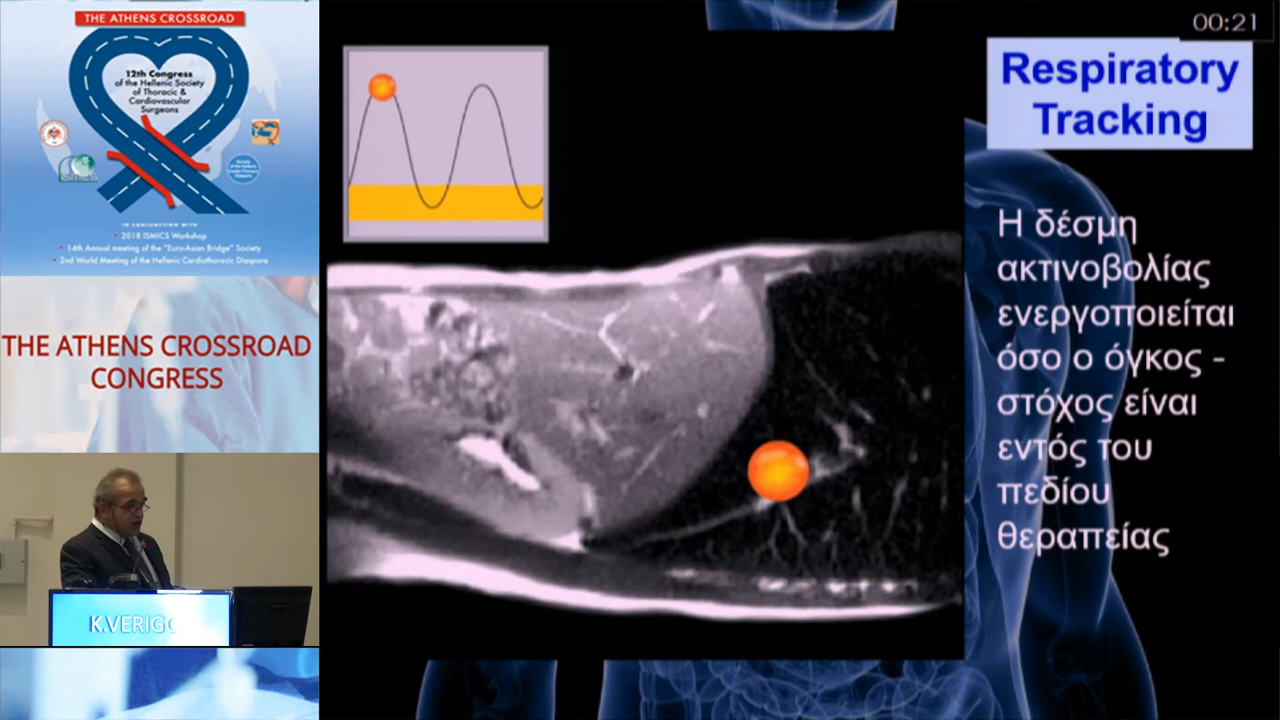 THE ATHENS CROSSROAD
12th Congress
of the Hellenic Society
of Thoracic &
Cardiovascular
Surgeons
IN CONJUNCTION WITH
• 2018 ISMICS Workshop
• 14th Annual meeting of the "Euro-Asian Bridge" Society
• 2nd World Meeting of the Hellenic Cardiothoracic Diaspora
THE ATHENS CROSSROAD
CONGRESS
K.VERIGO
00:21
Respiratory
Tracking
Η δέσμη
ακτινοβολίας
ενεργοποιείται
όσο ο όγκος -
στόχος είναι
εντός του
πεδίου
θεραπείας